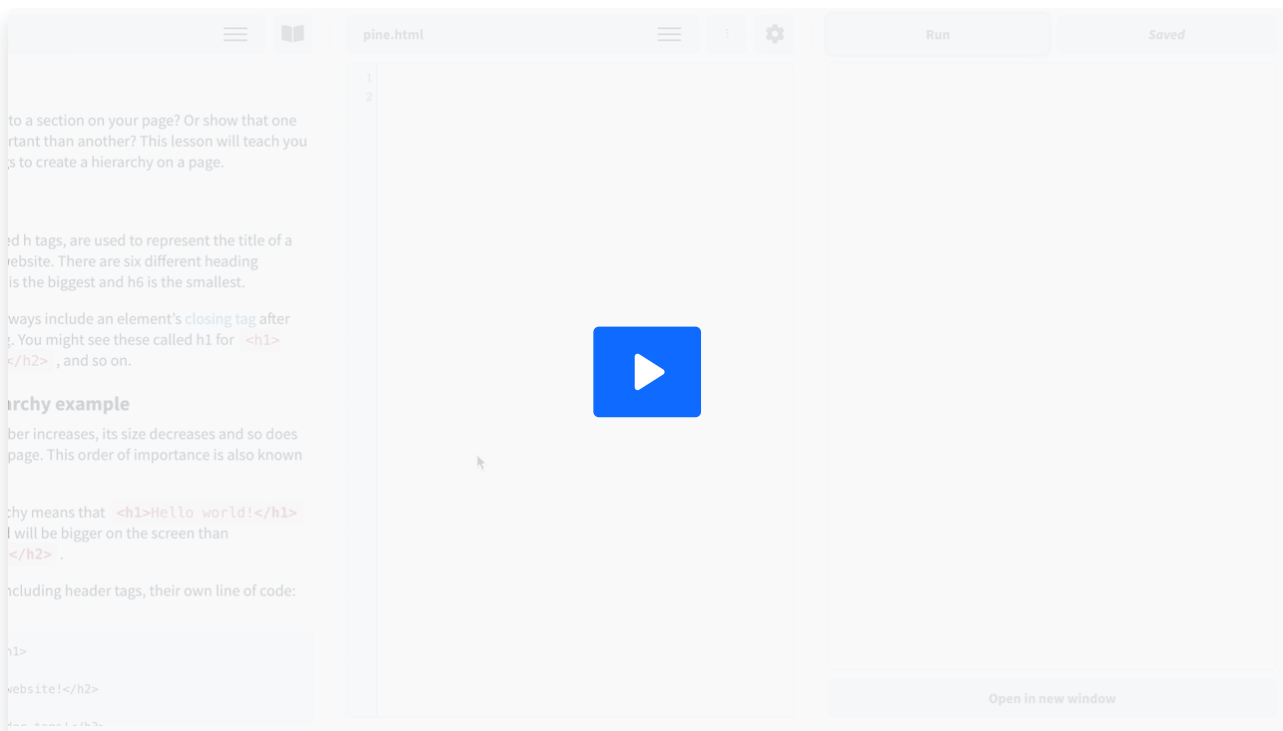 pine.html
Run
Saved
1
2
to a section on your page? Or show that one
rtant than another? This lesson will teach you
s to create a hierarchy on a page.
ed h tags, are used to represent the title of a
ebsite. There are six different heading
is the biggest and h6 is the smallest.
ways include an element's closing tag after
. You might see these called h1 for <h1>
</h2> , and so on.
archy example
ber increases, its size decreases and so does
page. This order of importance is also known
chy means that <h1>Hello world!</h1>
will be bigger on the screen than
</h2> .
ncluding header tags, their own line of code:
h1>
website!</h2>
Open in new window